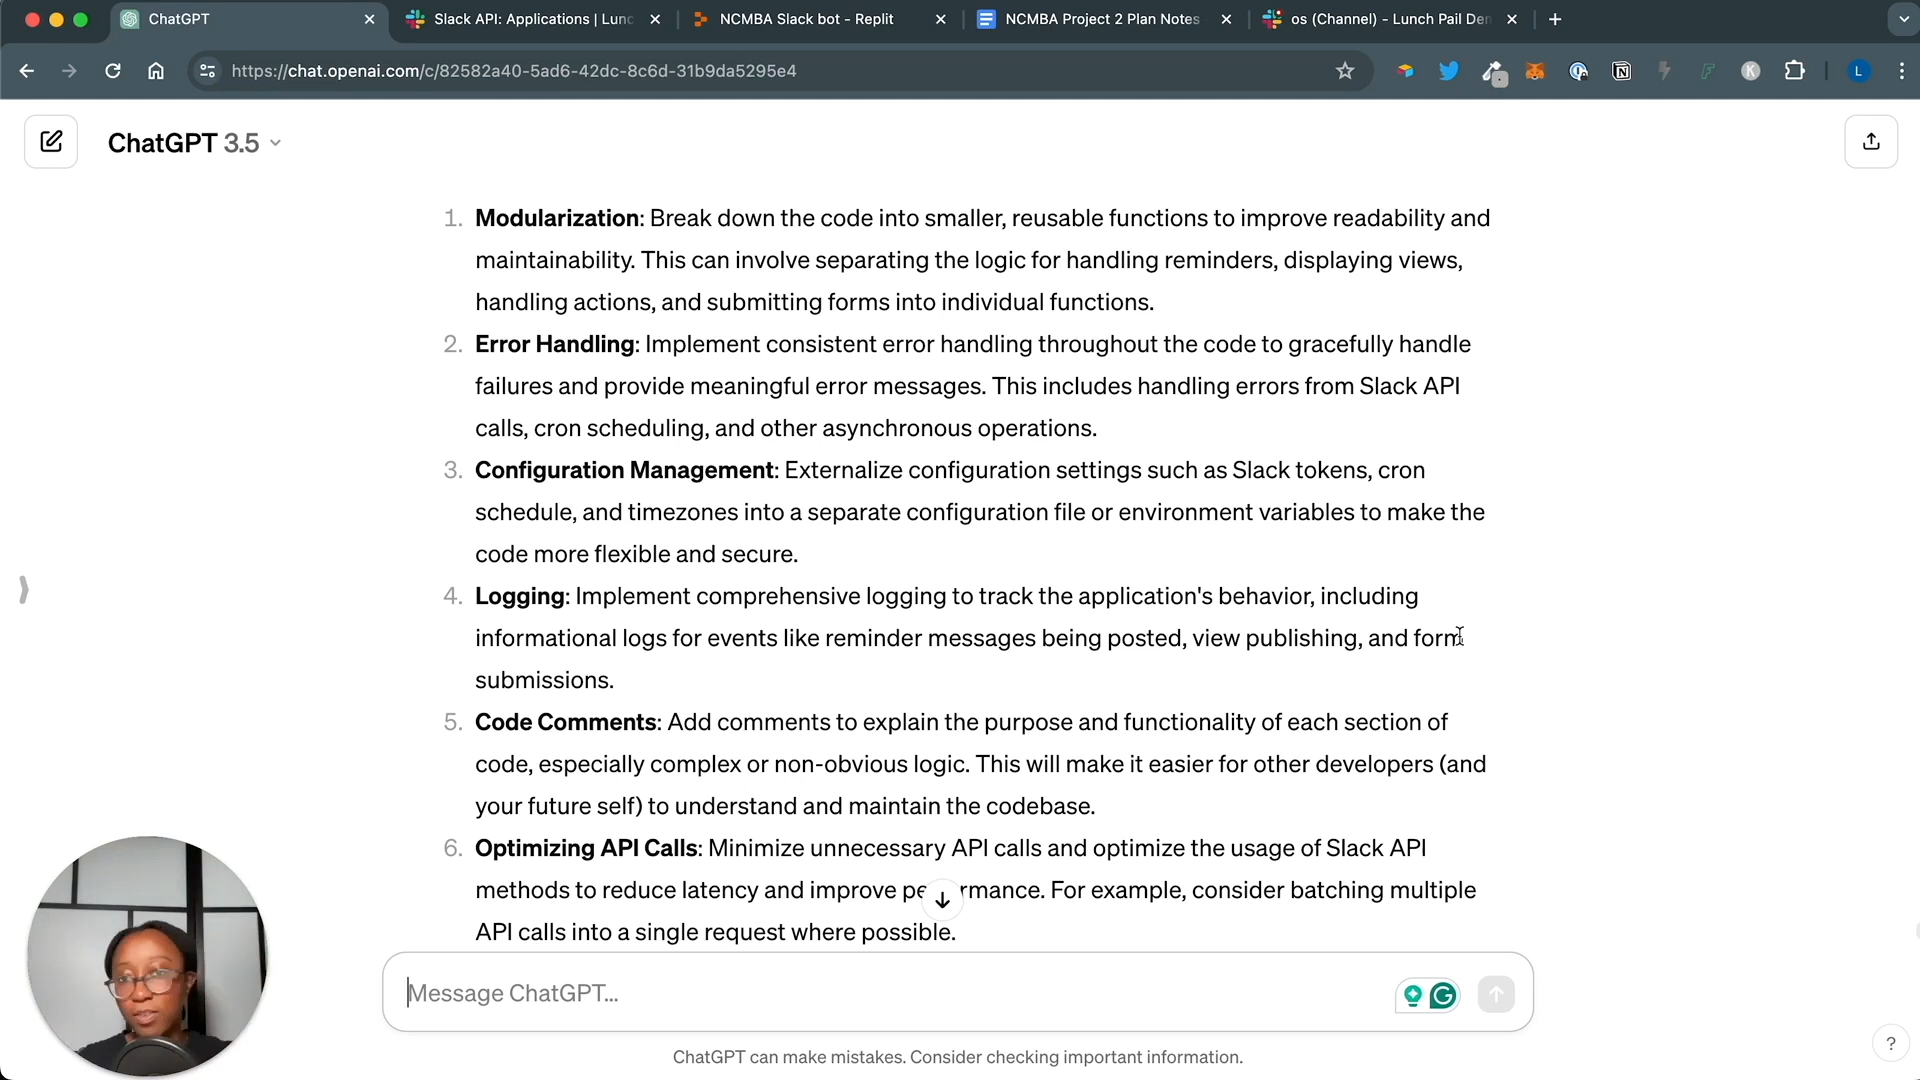 ChatGPT
Slack API: Applications | Lunc
NCMBA Slack bot - Replit
NCMBA Project 2 Plan Notes
os (Channel) - Lunch Pail Den
https://chat.openai.com/c/82582a40-5ad6-42dc-8c6d-31b9da5295e4
L
ChatGPT 3.5
1. Modularization: Break down the code into smaller, reusable functions to improve readability and
maintainability. This can involve separating the logic for handling reminders, displaying views,
handling actions, and submitting forms into individual functions.
2. Error Handling: Implement consistent error handling throughout the code to gracefully handle
failures and provide meaningful error messages. This includes handling errors from Slack API
calls, cron scheduling, and other asynchronous operations.
3. Configuration Management: Externalize configuration settings such as Slack tokens, cron
schedule, and timezones into a separate configuration file or environment variables to make the
code more flexible and secure.
4. Logging: Implement comprehensive logging to track the application's behavior, including
informational logs for events like reminder messages being posted, view publishing, and form
submissions.
5. Code Comments: Add comments to explain the purpose and functionality of each section of
code, especially complex or non-obvious logic. This will make it easier for other developers (and
your future self) to understand and maintain the codebase.
6. Optimizing API Calls: Minimize unnecessary API calls and optimize the usage of Slack API
methods to reduce latency and improve performance. For example, consider batching multiple
API calls into a single request where possible.
Message ChatGPT...
ChatGPT can make mistakes. Consider checking important information.
?